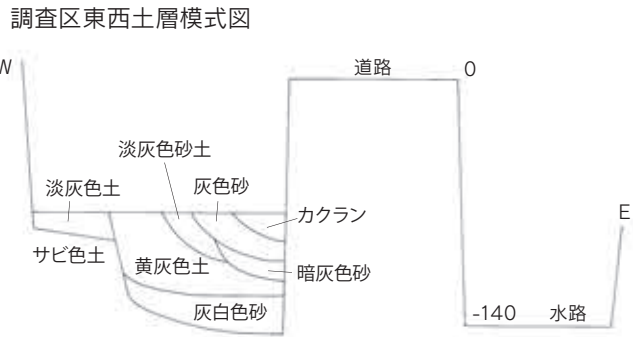 調査区東西土層模式図
W
道路
0
淡灰色砂土
淡灰色土
灰色砂
カクラン
E
サビ色土
黄灰色土
暗灰色砂
灰白色砂
-140
水路